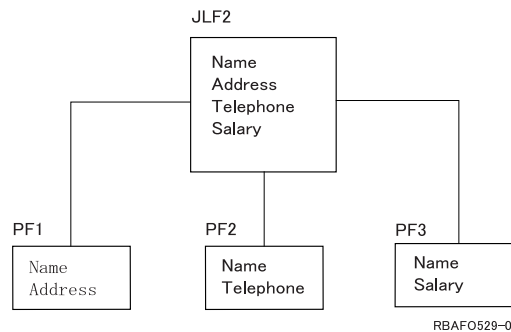 JLF2
Name
Address
Telephone
Salary
PF1
Name
Address
PF2
Name
Telephone
PF3
Name
Salary
RBAFO529-0